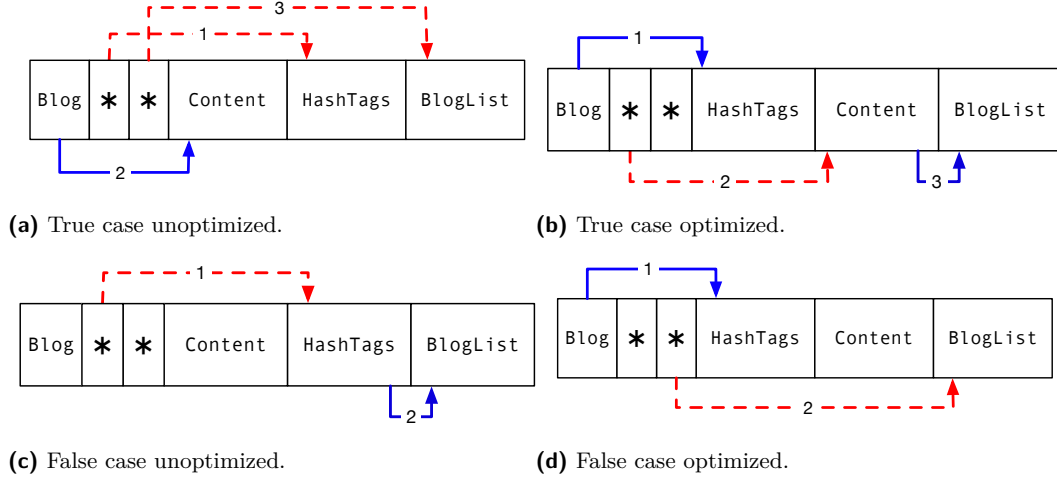 3
1
Blog * * Content HashTags BlogList
2
(a) True case unoptimized.
1
Blog * * HashTags Content BlogList
2 3
(b) True case optimized.
1
Blog * * Content HashTags BlogList
2
(c) False case unoptimized.
1
Blog * * HashTags Content BlogList
2
(d) False case optimized.